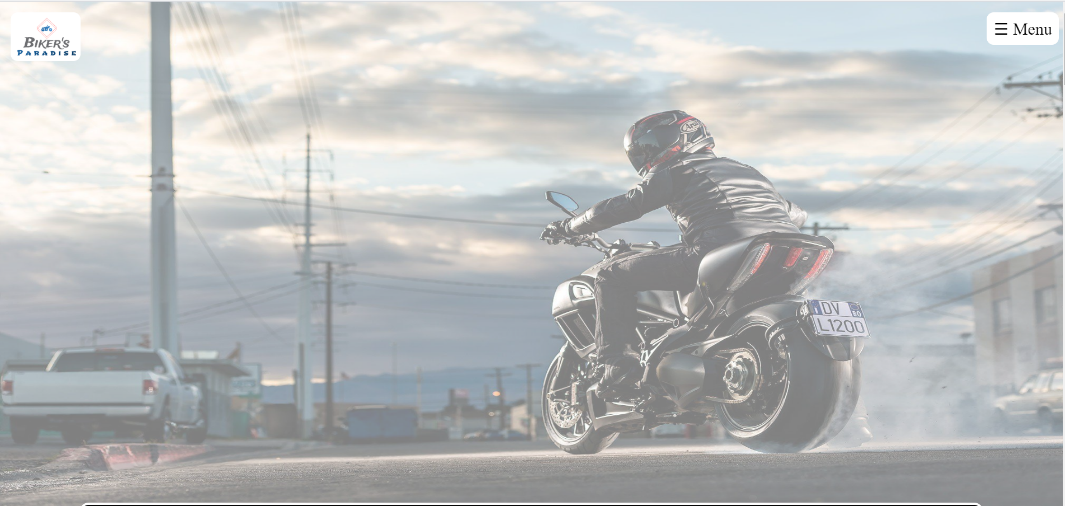 BIKER'S
PARADISE
☰ Menu
DV
L1200